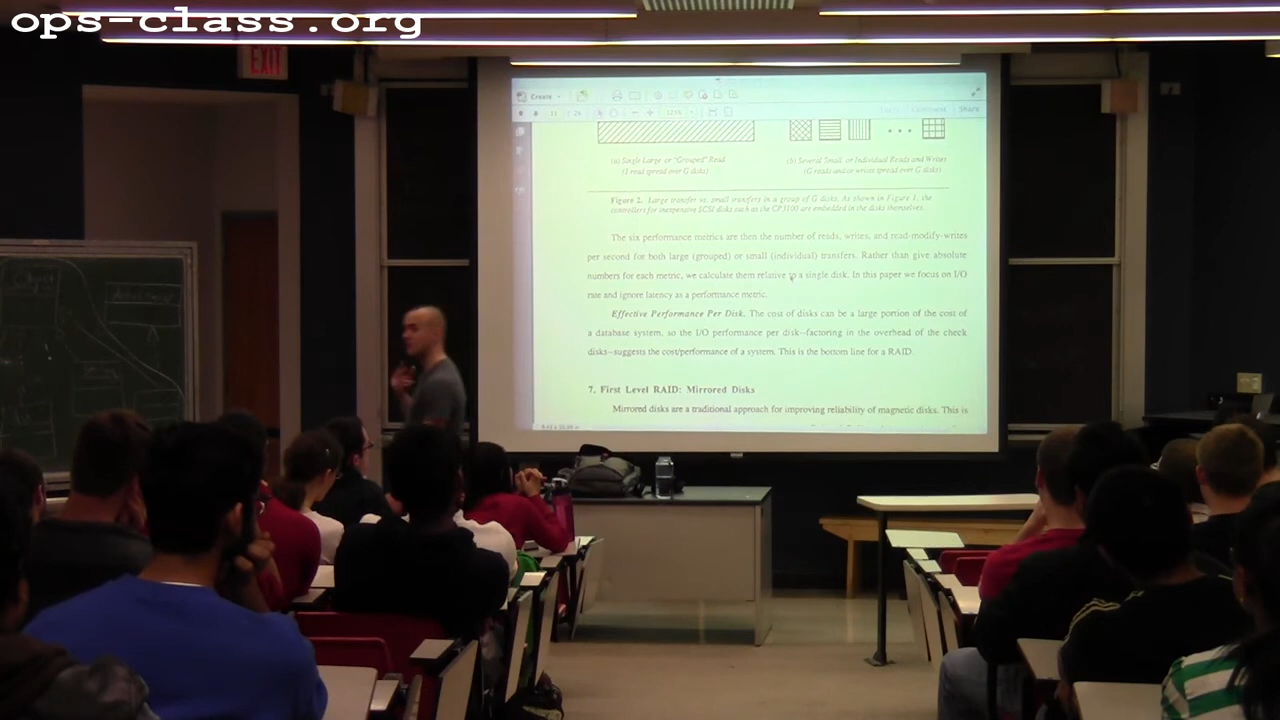 ops-class.org
EXIT
Create
Comment
Share
11
26
125%
(a) Single Large or "Grouped" Read
(1 read spread over G disks)
(b) Several Small or Individual Reads and Writes
(G reads and/or writes spread over G disks)
Figure 2. Large transfer vs. small transfers in a group of G disks. As shown in Figure 1, the
controllers for inexpensive SCSI disks such as the CP3100 are embedded in the disks themselves.
The six performance metrics are then the number of reads, writes, and read-modify-writes
per second for both large (grouped) or small (individual) transfers. Rather than give absolute
numbers for each metric, we calculate them relative to a single disk. In this paper we focus on I/O
rate and ignore latency as a performance metric.
Effective Performance Per Disk. The cost of disks can be a large portion of the cost of
a database system, so the I/O performance per disk--factoring in the overhead of the check
disks--suggests the cost/performance of a system. This is the bottom line for a RAID.
7. First Level RAID: Mirrored Disks
Mirrored disks are a traditional approach for improving reliability of magnetic disks. This is